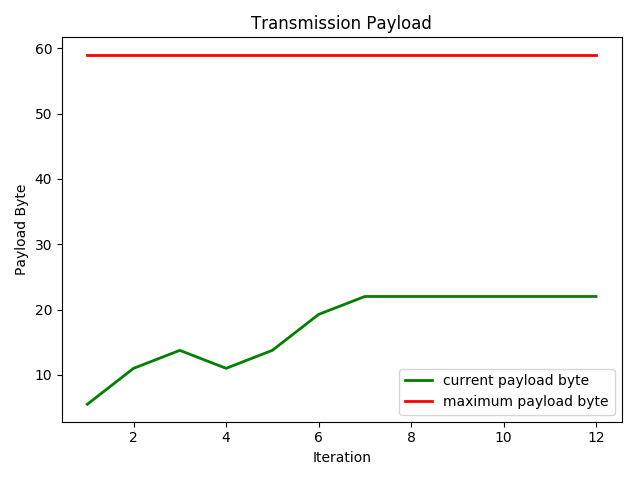 Transmission Payload
60
50
40
30
20
10
Payload Byte
2 4 6 8 10 12
Iteration
current payload byte
maximum payload byte